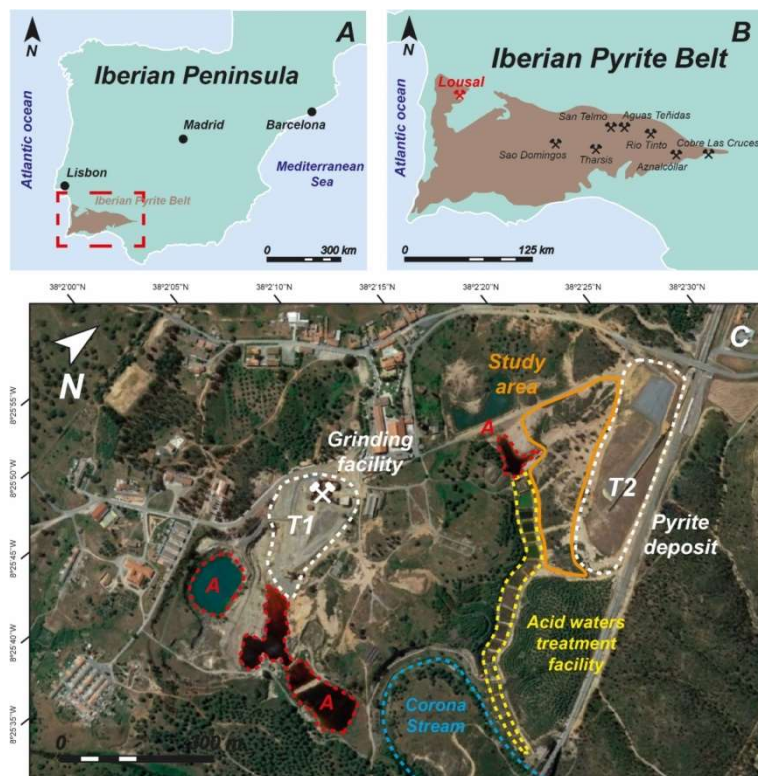 N
A
Iberian Peninsula
Atlantic ocean
Madrid
Barcelona
Mediterranean
Sea
Lisbon
Iberian Pyrite Belt
0 300 km
N
B
Iberian Pyrite Belt
Atlantic ocean
Lousal
San Telmo
Aguas Teñidas
Sao Domingos
Tharsis
Rio Tinto
Cobre Las Cruces
Aznalcóllar
0 125 km
38°2'0"N
38°2'05"N
38°2'10"N
38°2'15"N
38°2'20"N
38°2'25"N
38°2'30"N
C
N
8°25'55"W
8°25'50"W
8°25'45"W
8°25'40"W
8°25'35"W
Study
area
A
Grinding
facility
T1
T2
Pyrite
deposit
A
A
Acid waters
treatment
facility
Corona
Stream
0